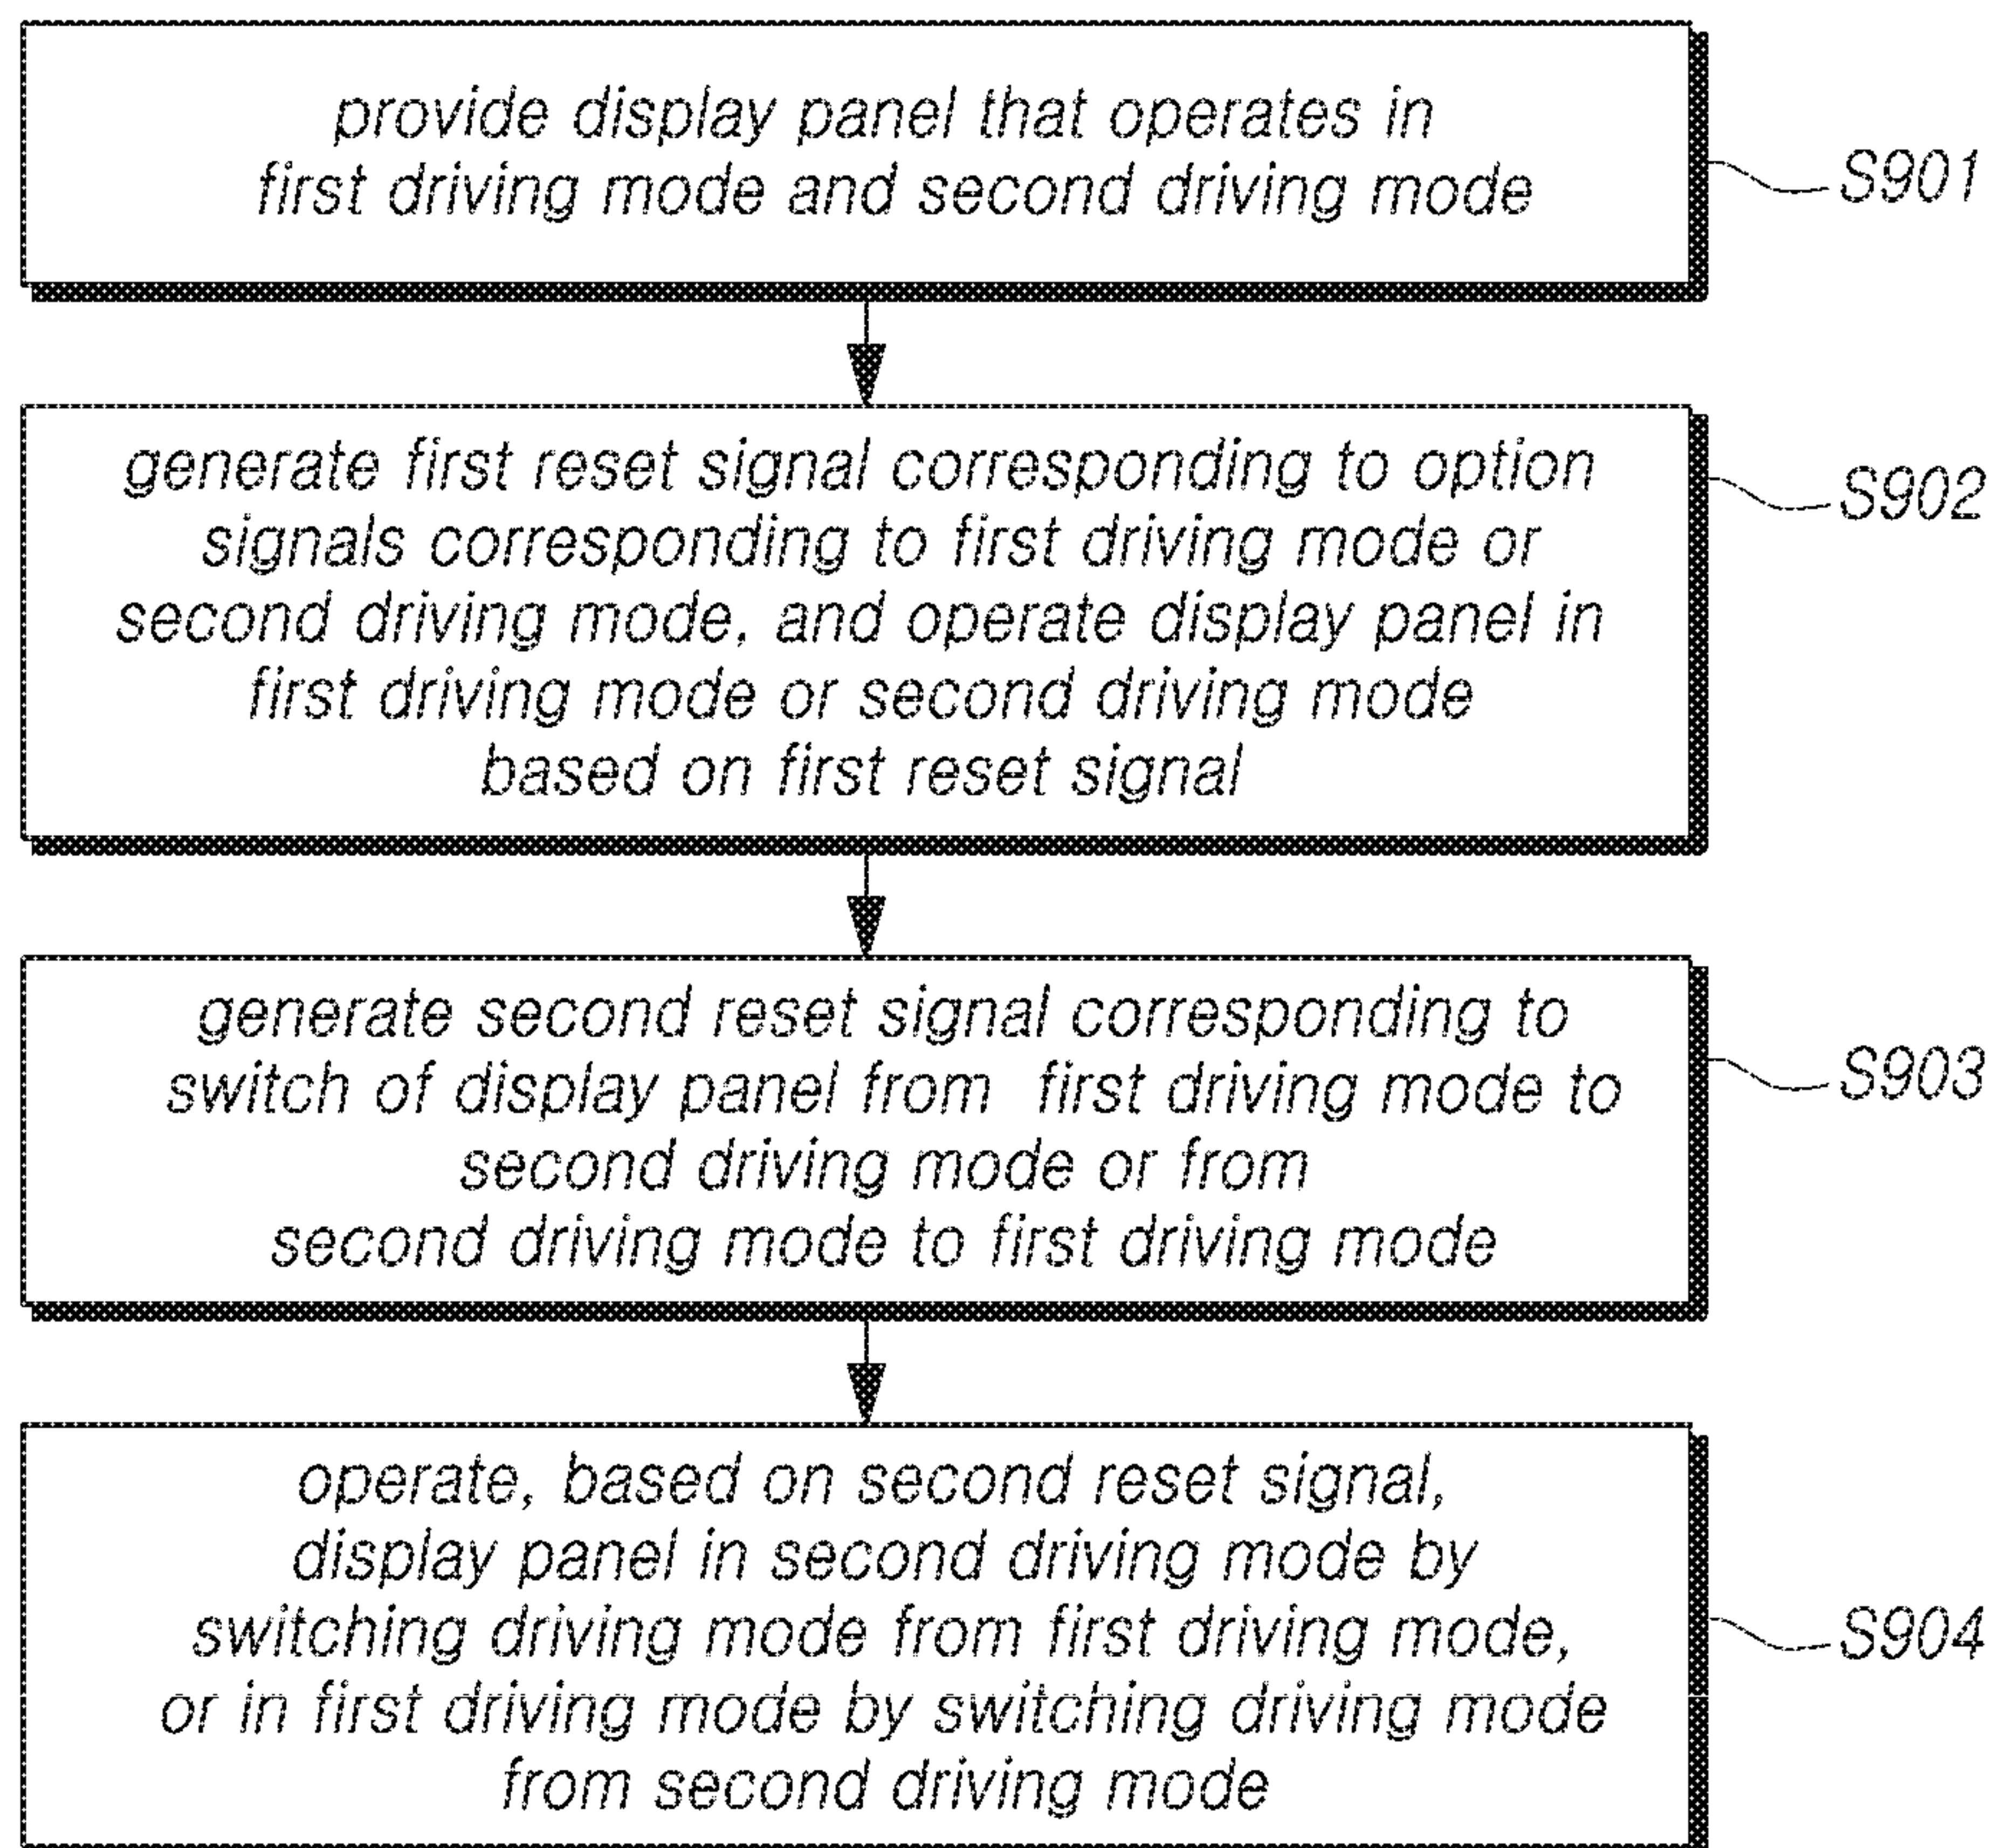 provide display panel that operates in
first driving mode and second driving mode
S901
generate first reset signal corresponding to option
signals corresponding to first driving mode or
second driving mode, and operate display panel in
first driving mode or second driving mode
based on first reset signal
S902
generate second reset signal corresponding to
switch of display panel from first driving mode to
second driving mode or from
second driving mode to first driving mode
S903
operate, based on second reset signal,
display panel in second driving mode by
switching driving mode from first driving mode,
or in first driving mode by switching driving mode
from second driving mode
S904